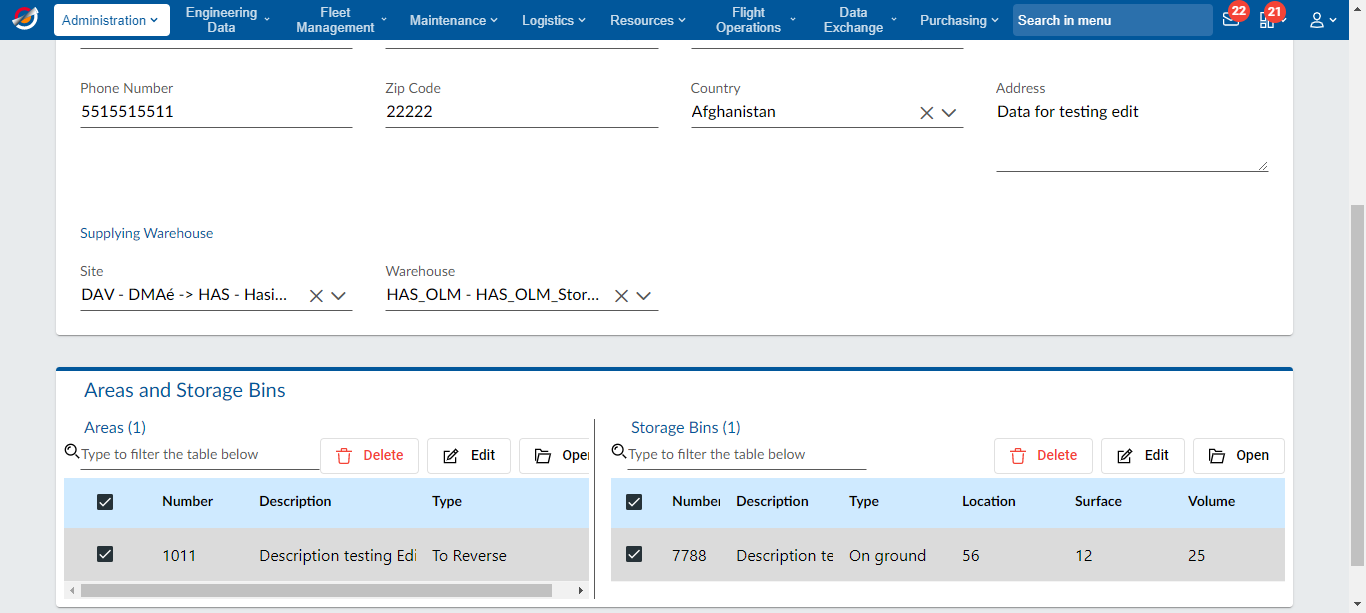 Administration
Engineering Data
Fleet Management
Maintenance
Logistics
Resources
Flight Operations
Data Exchange
Purchasing
Search in menu
22
21
Phone Number
5515515511
Zip Code
22222
Country
Afghanistan
Address
Data for testing edit
Supplying Warehouse
Site
DAV - DMAé -> HAS - Hasi...
Warehouse
HAS_OLM - HAS_OLM_Stor...
Areas and Storage Bins
Areas (1)
Type to filter the table below
Delete
Edit
Open
Number Description Type
1011 Description testing Edi To Reverse
Storage Bins (1)
Type to filter the table below
Delete
Edit
Open
Number Description Type Location Surface Volume
7788 Description te On ground 56 12 25